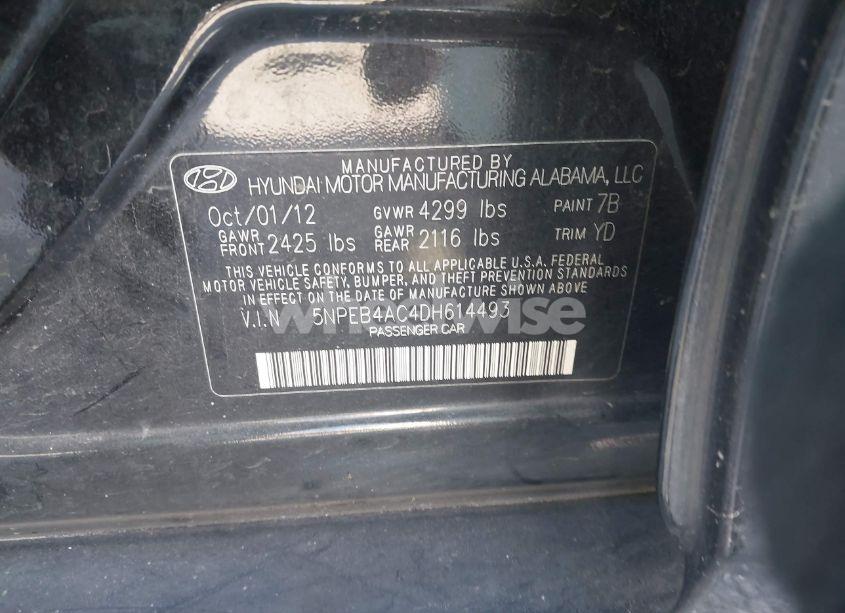 MANUFACTURED BY
HYUNDAI MOTOR MANUFACTURING ALABAMA, LLC
Oct/01/12 GVWR 4299 lbs PAINT 7B
GAWR FRONT 2425 lbs GAWR REAR 2116 lbs TRIM YD
THIS VEHICLE CONFORMS TO ALL APPLICABLE U.S.A. FEDERAL
MOTOR VEHICLE SAFETY, BUMPER, AND THEFT PREVENTION STANDARDS
IN EFFECT ON THE DATE OF MANUFACTURE SHOWN ABOVE
V.I.N 5NPEB4AC4DH614493
PASSENGER CAR